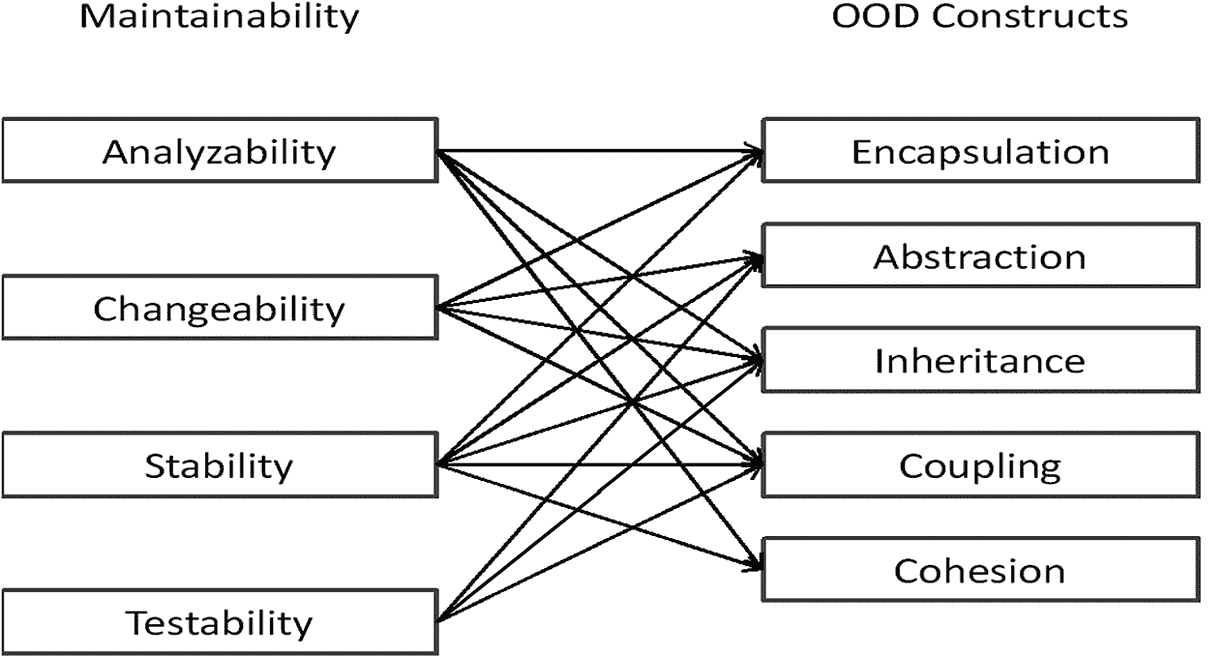 Maintainability
OOD Constructs
Analyzability
Encapsulation
Abstraction
Changeability
Inheritance
Stability
Coupling
Cohesion
Testability